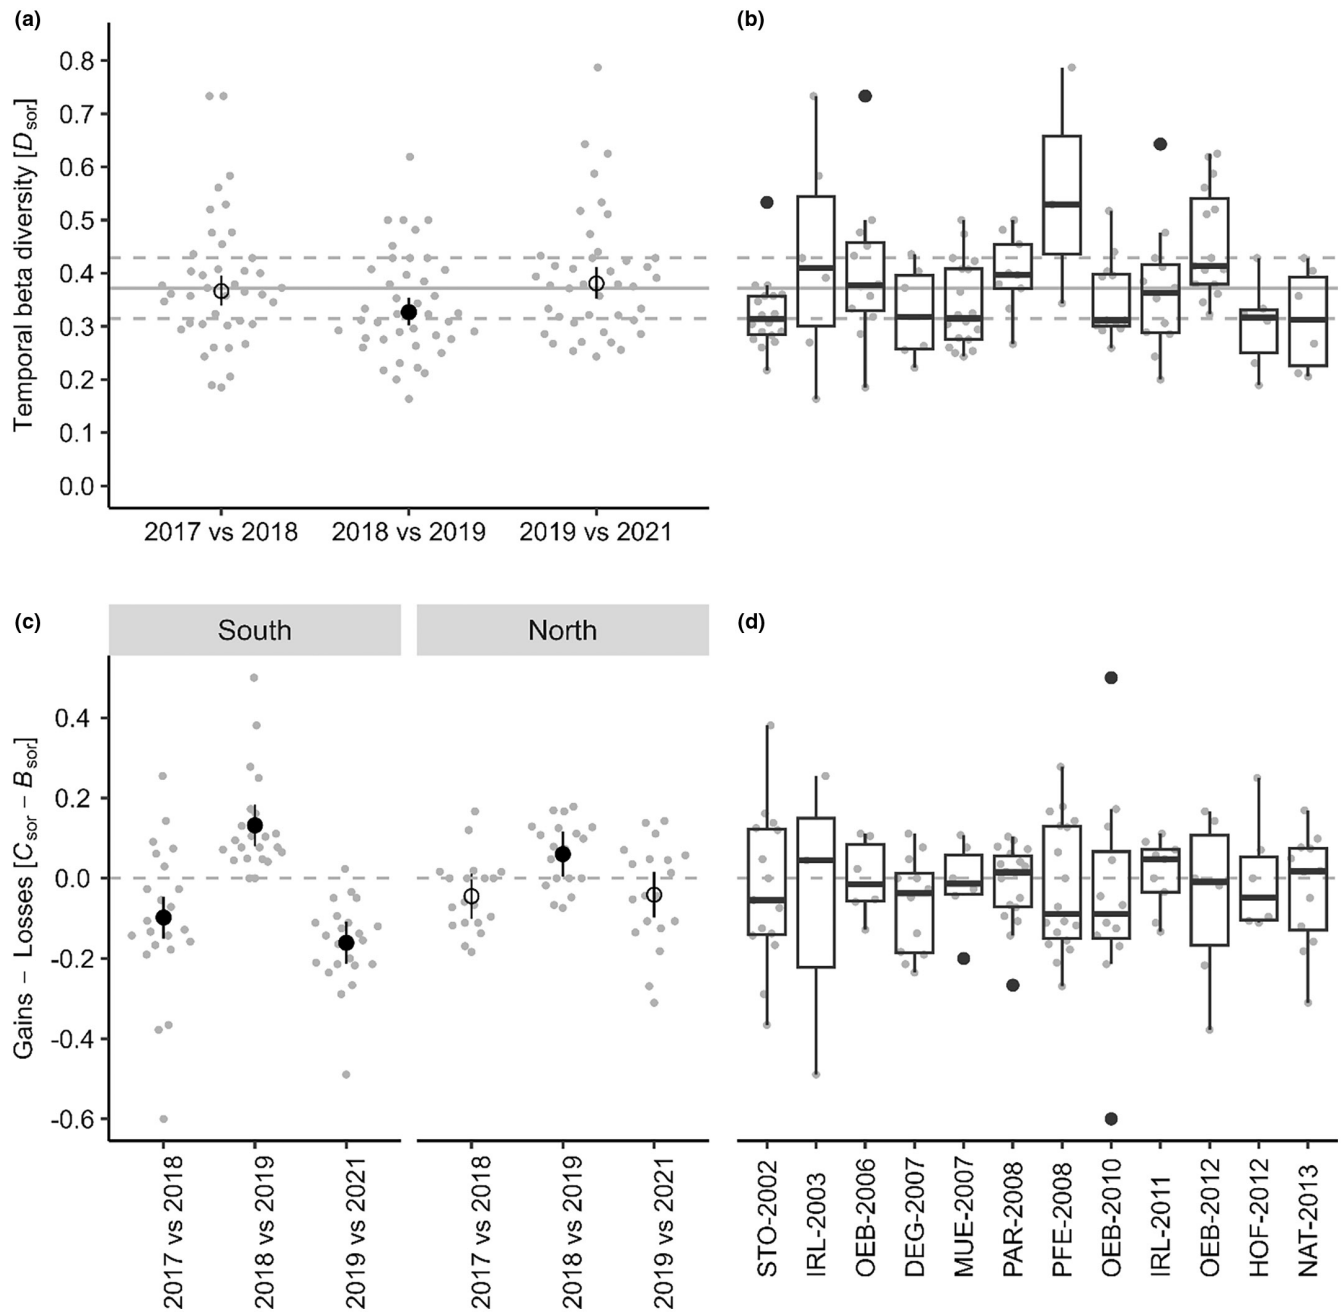 (a)
Temporal beta diversity [Dsor]
0.8
0.7
0.6
0.5
0.4
0.3
0.2
0.1
0.0
2017 vs 2018
2018 vs 2019
2019 vs 2021
(b)
(c)
South
North
Gains – Losses [Csor – Bsor]
0.4
0.2
0.0
-0.2
-0.4
-0.6
2017 vs 2018
2018 vs 2019
2019 vs 2021
2017 vs 2018
2018 vs 2019
2019 vs 2021
(d)
STO-2002
IRL-2003
OEB-2006
DEG-2007
MUE-2007
PAR-2008
PFE-2008
OEB-2010
IRL-2011
OEB-2012
HOF-2012
NAT-2013